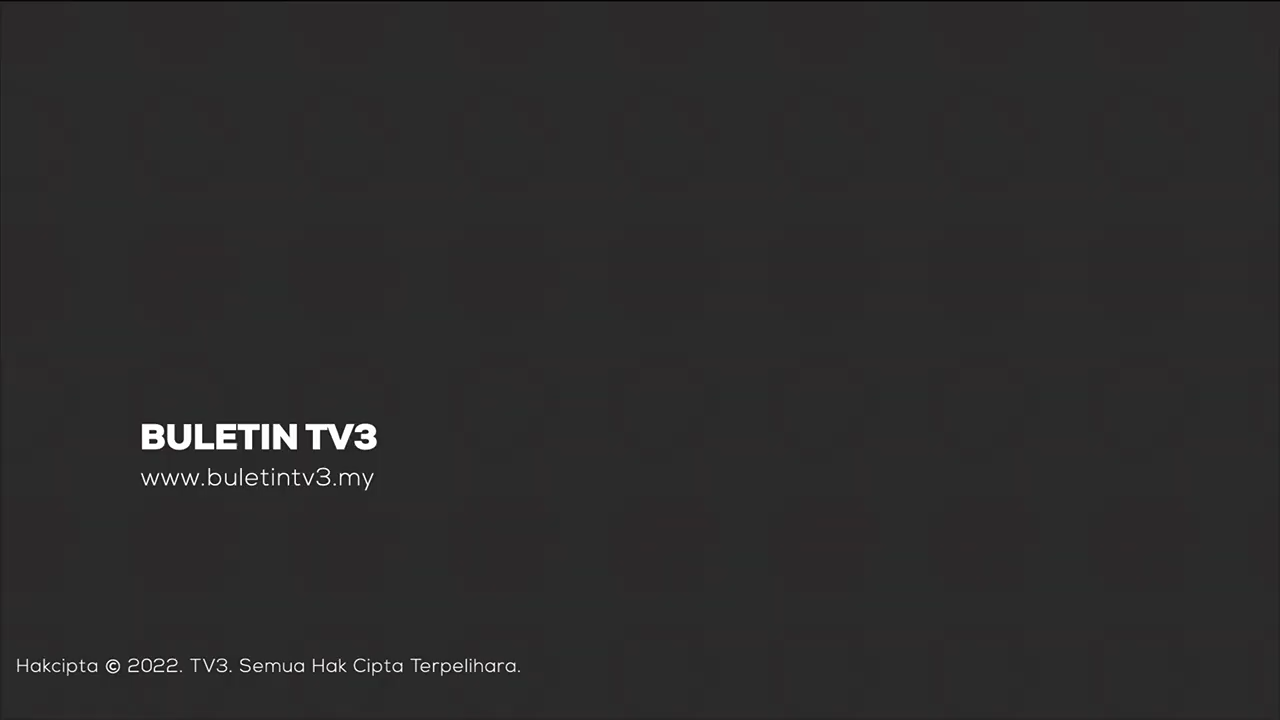 BULETIN TV3
www.buletintv3.my
Hakcipta © 2022. TV3. Semua Hak Cipta Terpelihara.